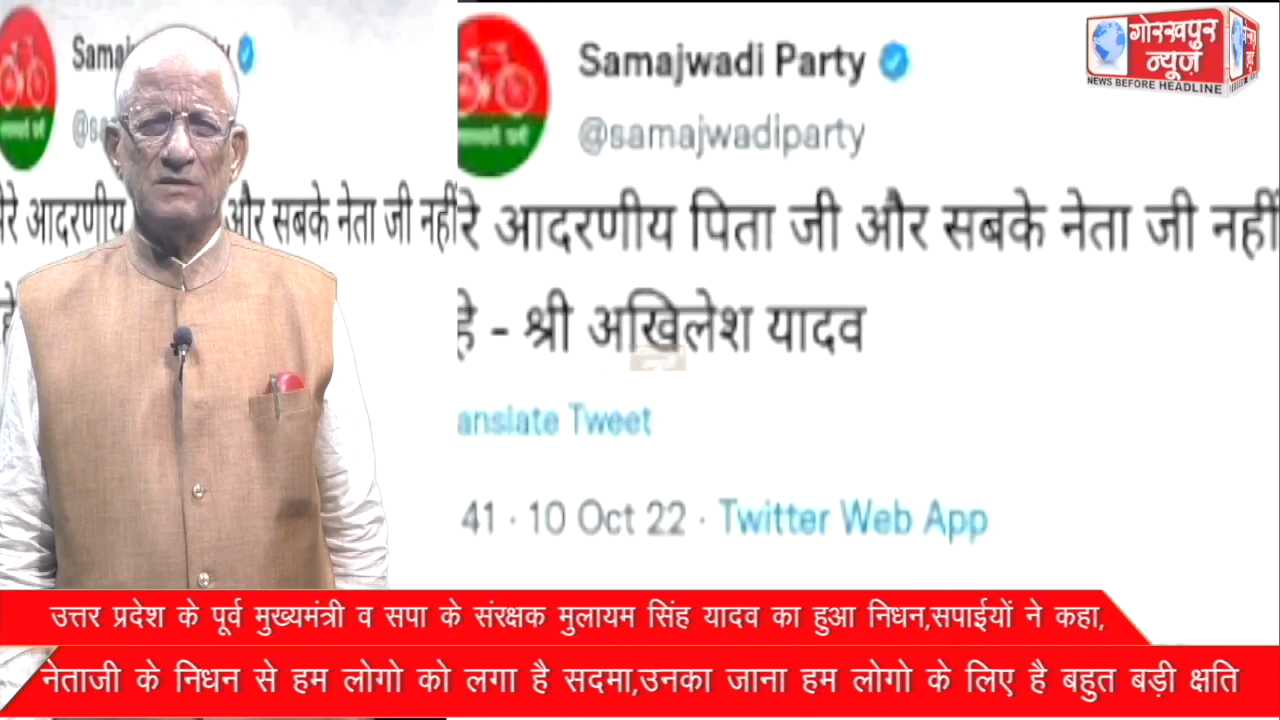 गोरखपुर
न्यूज़
NEWS BEFORE HEADLINE
Samajwadi Party
@samajwadiparty
रे आदरणीय पिता जी और सबके नेता जी नहीं
हे - श्री अखिलेश यादव
anslate Tweet
41 · 10 Oct 22 · Twitter Web App
आदरणीय और सबके नेता जी नहीं
उत्तर प्रदेश के पूर्व मुख्यमंत्री व सपा के संरक्षक मुलायम सिंह यादव का हुआ निधन,सपाईयों ने कहा,
नेताजी के निधन से हम लोगो को लगा है सदमा,उनका जाना हम लोगो के लिए है बहुत बड़ी क्षति